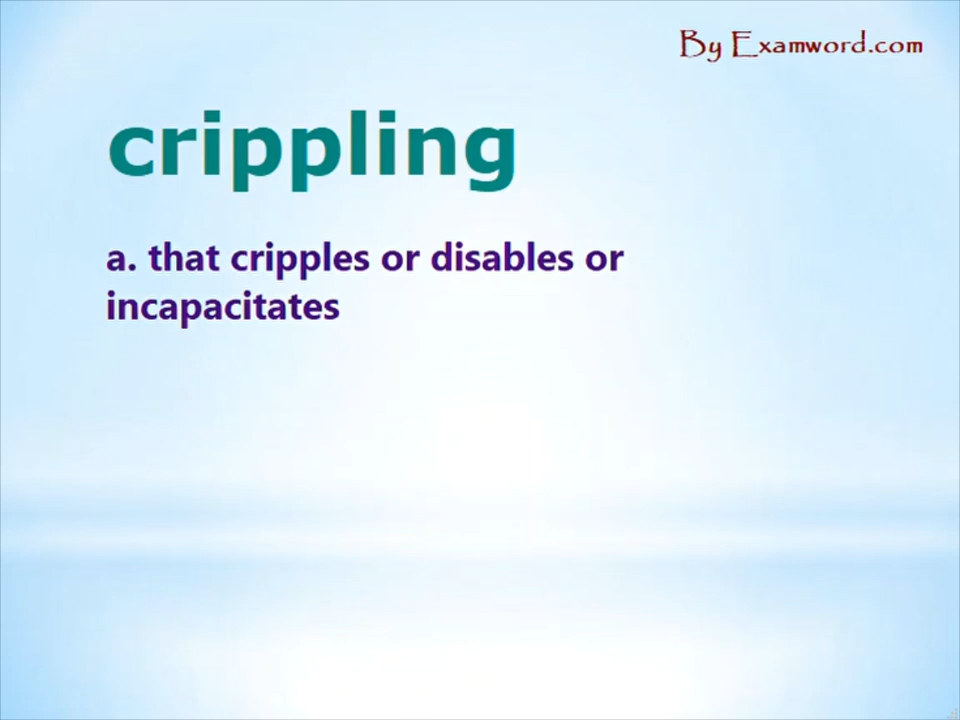 By Examword.com
crippling
a. that cripples or disables or
incapacitates